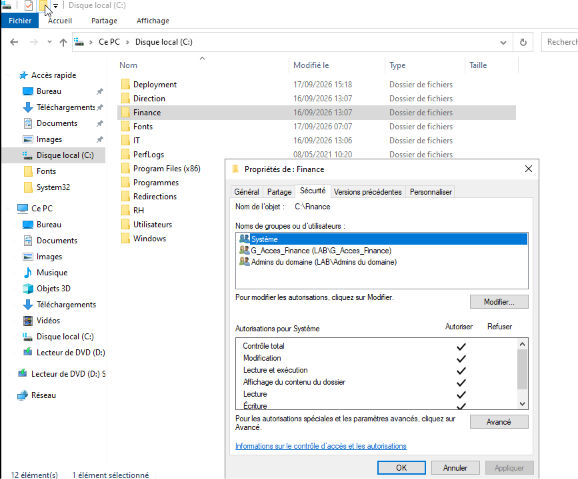 Disque local (C:)
Fichier Accueil Partage Affichage
Ce PC > Disque local (C:)
Recherc
Nom Modifié le Type Taille
Accès rapide
Bureau
Téléchargements
Documents
Images
Disque local (C:)
Fonts
System32
Ce PC
Bureau
Documents
Images
Musique
Objets 3D
Téléchargements
Vidéos
Disque local (C:)
Lecteur de DVD (D:)
Lecteur de DVD (D:) S
Réseau
Deployment 17/09/2026 15:18 Dossier de fichiers
Direction 16/09/2026 13:07 Dossier de fichiers
Finance 16/09/2026 13:07 Dossier de fichiers
Fonts 17/09/2026 07:07 Dossier de fichiers
IT 16/09/2026 13:06 Dossier de fichiers
PerfLogs 08/05/2021 10:20 Dossier de fichiers
Program Files (x86)
Programmes
Redirections
RH
Utilisateurs
Windows
Propriétés de : Finance
Général Partage Sécurité Versions précédentes Personnaliser
Nom de l'objet : C:\Finance
Noms de groupes ou d'utilisateurs :
Système
G_Acces_Finance (LAB\G_Acces_Finance)
Admins du domaine (LAB\Admins du domaine)
Pour modifier les autorisations, cliquez sur Modifier.
Modifier...
Autorisations pour Système Autoriser Refuser
Contrôle total
Modification
Lecture et exécution
Affichage du contenu du dossier
Lecture
Écriture
Pour les autorisations spéciales et les paramètres avancés, cliquez sur
Avancé.
Avancé
Informations sur le contrôle d'accès et les autorisations
OK Annuler Appliquer
12 élément(s) 1 élément sélectionné